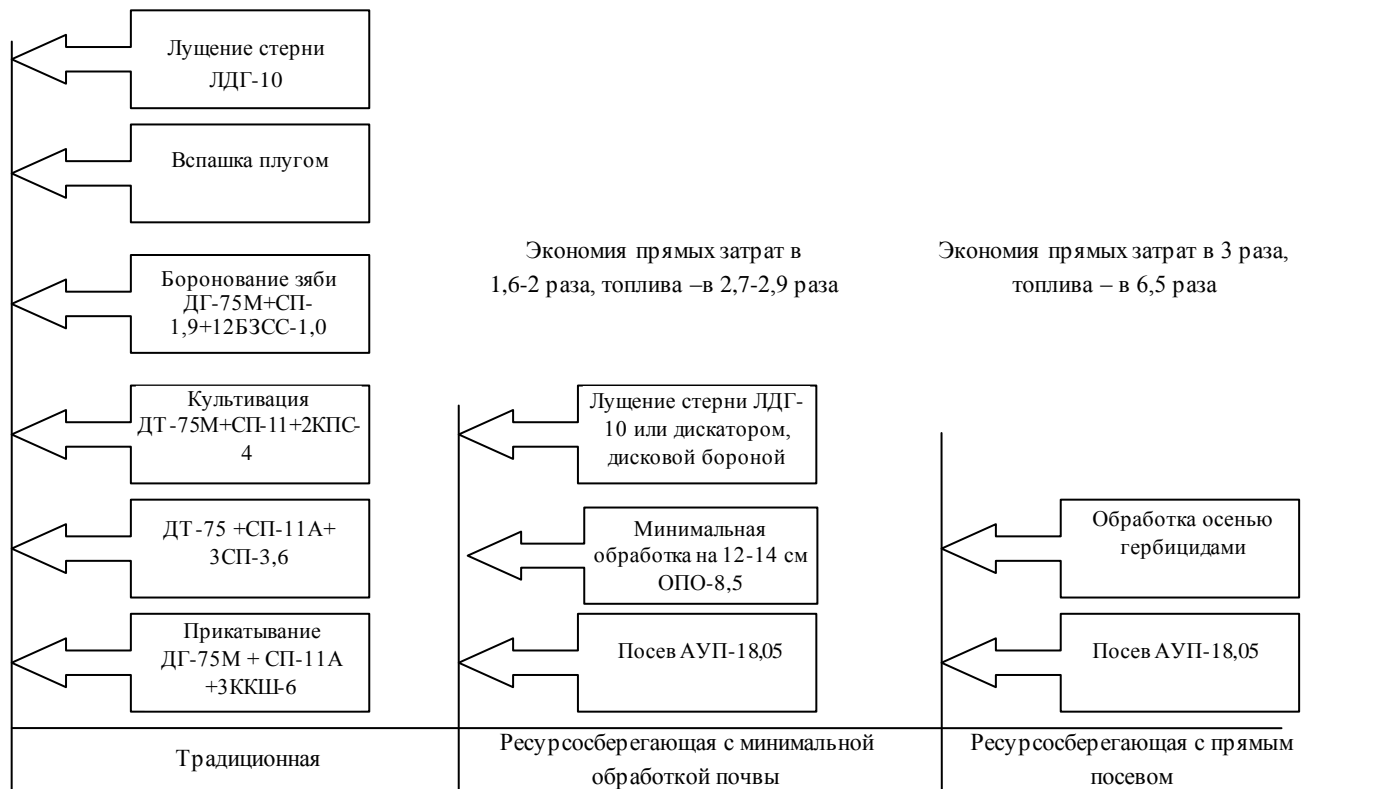 Лущение стерни
ЛДГ-10
Вспашка плугом
Боронование зяби
ДГ-75М+СП-
1,9+12БЗСС-1,0
Культивация
ДТ-75М+СП-11+2КПС-
4
ДТ-75 +СП-11А+
3СП-3,6
Прикатывание
ДГ-75М + СП-11А
+3ККШ-6
Традиционная
Экономия прямых затрат в
1,6-2 раза, топлива –в 2,7-2,9 раза
Лущение стерни ЛДГ-
10 или дискатором,
дисковой бороной
Минимальная
обработка на 12-14 см
ОПО-8,5
Посев АУП-18,05
Ресурсосберегающая с минимальной
обработкой почвы
Экономия прямых затрат в 3 раза,
топлива – в 6,5 раза
Обработка осенью
гербицидами
Посев АУП-18,05
Ресурсосберегающая с прямым
посевом